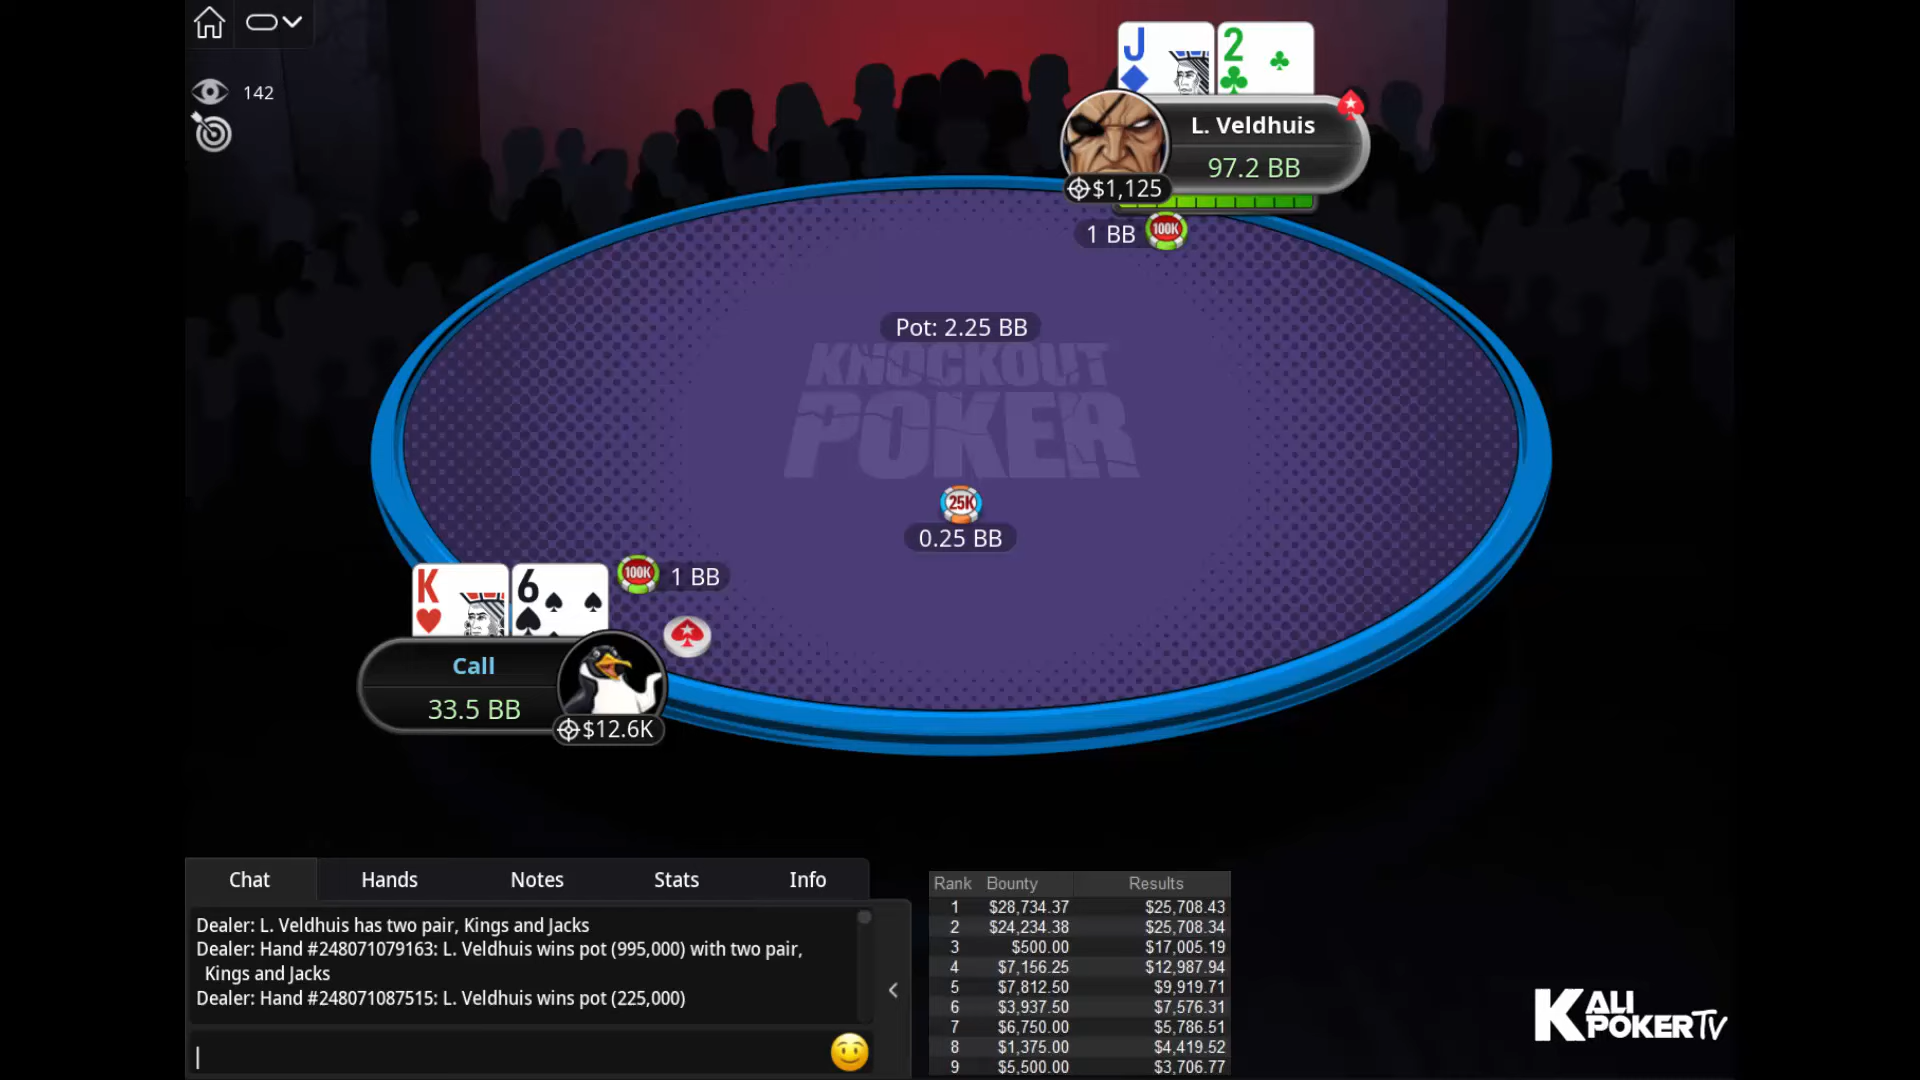 142
J 2
L. Veldhuis
97.2 BB
$1,125
1 BB 100K
Pot: 2.25 BB
KNOCKOUT
POKER
25K
0.25 BB
K 6
100K 1 BB
Call
33.5 BB
$12.6K
Chat Hands Notes Stats Info
Dealer: L. Veldhuis has two pair, Kings and Jacks
Dealer: Hand #248071079163: L. Veldhuis wins pot (995,000) with two pair,
Kings and Jacks
Dealer: Hand #248071087515: L. Veldhuis wins pot (225,000)
Rank Bounty Results
1 $28,734.37 $25,708.43
2 $24,234.38 $25,708.34
3 $500.00 $17,005.19
4 $7,156.25 $12,987.94
5 $7,812.50 $9,919.71
6 $3,937.50 $7,576.31
7 $6,750.00 $5,786.51
8 $1,375.00 $4,419.52
9 $5,500.00 $3,706.77
KALI
POKERTV